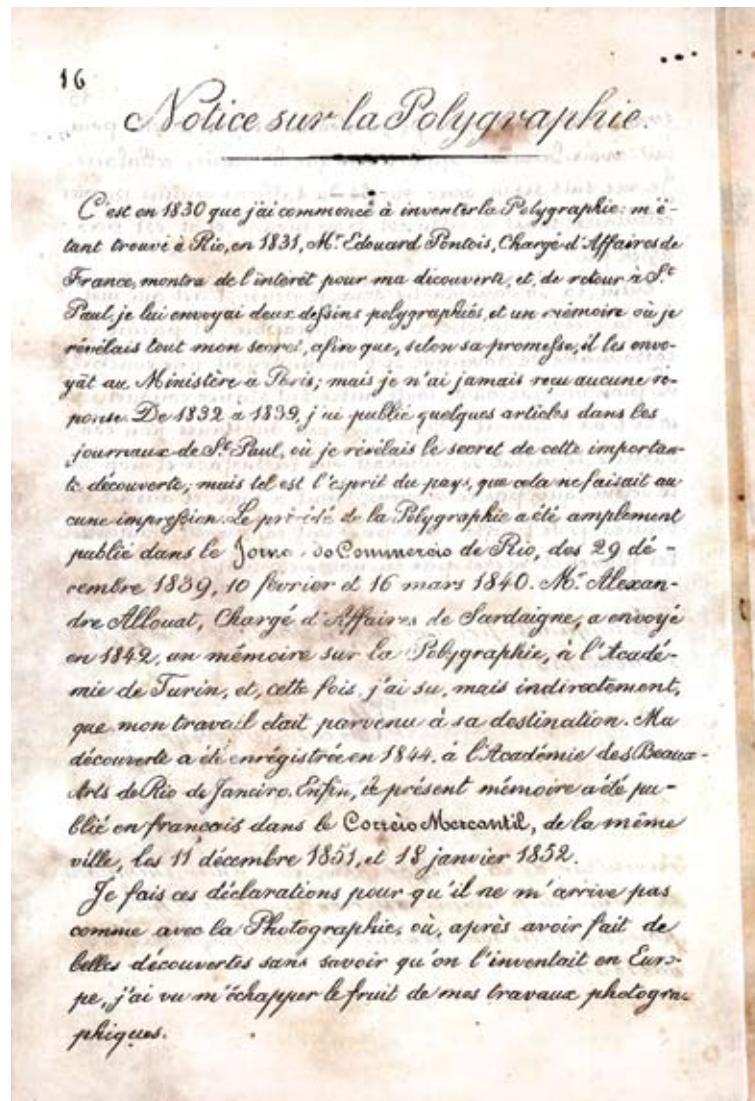 16
Notice sur la Polygraphie.
C'est en 1830 que j'ai commencé à inventer la Polygraphie: m'é-
tant trouvé à Rio, en 1831, Mr. Edouard Pontois, Chargé d'Affaires de
France, montra de l'interêt pour ma découverte, et, de retour à St.
Paul, je lui envoyai deux dessins polygraphiés, et un mémoire où je
révélais tout mon secret, afin que, selon sa promesse, il les envo-
yât au Ministère a Paris; mais je n'ai jamais reçu aucune ré-
ponse. De 1832 a 1839, j'ai publié quelques articles dans les
journaux de St. Paul, où je révélais le secret de cette importan-
te découverte; mais tel est l'esprit du pays, que cela ne faisait au
cune impression. Le procédé de la Polygraphie a été amplement
publié dans le Jornal do Commercio de Rio, des 29 dé-
cembre 1839, 10 février et 16 mars 1840. Mr. Alexan-
dre Allouat, Chargé d'Affaires de Sardaigne, a envoyé
en 1842, un mémoire sur la Polygraphie, à l'Acadé-
mie de Turin, et, cette fois, j'ai su, mais indirectement,
que mon travail était parvenu à sa destination. Ma
découverte a été enrégistrée en 1844. à l'Académie des Beaux-
Arts de Rio de Janeiro. Enfin, le présent mémoire a été pu-
blié en français dans le Correio Mercantil, de la même
ville, les 11 décembre 1851, et 18 janvier 1852.
Je fais ces déclarations pour qu'il ne m'arrive pas
comme avec la Photographie, où, après avoir fait de
belles découvertes sans savoir qu'on l'inventait en Euro-
pe, j'ai vu m'échapper le fruit de mes travaux photogra-
phiques.